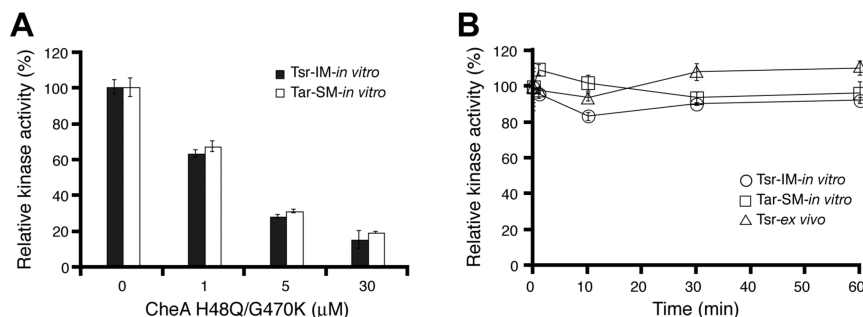 A
Relative kinase activity (%)
120
100
80
60
40
20
0
Tsr-IM-in vitro
Tar-SM-in vitro
0 1 5 30
CheA H48Q/G470K (μM)
B
Relative kinase activity (%)
120
100
80
60
40
20
0
Tsr-IM-in vitro
Tar-SM-in vitro
Tsr-ex vivo
0 10 20 30 40 50 60
Time (min)